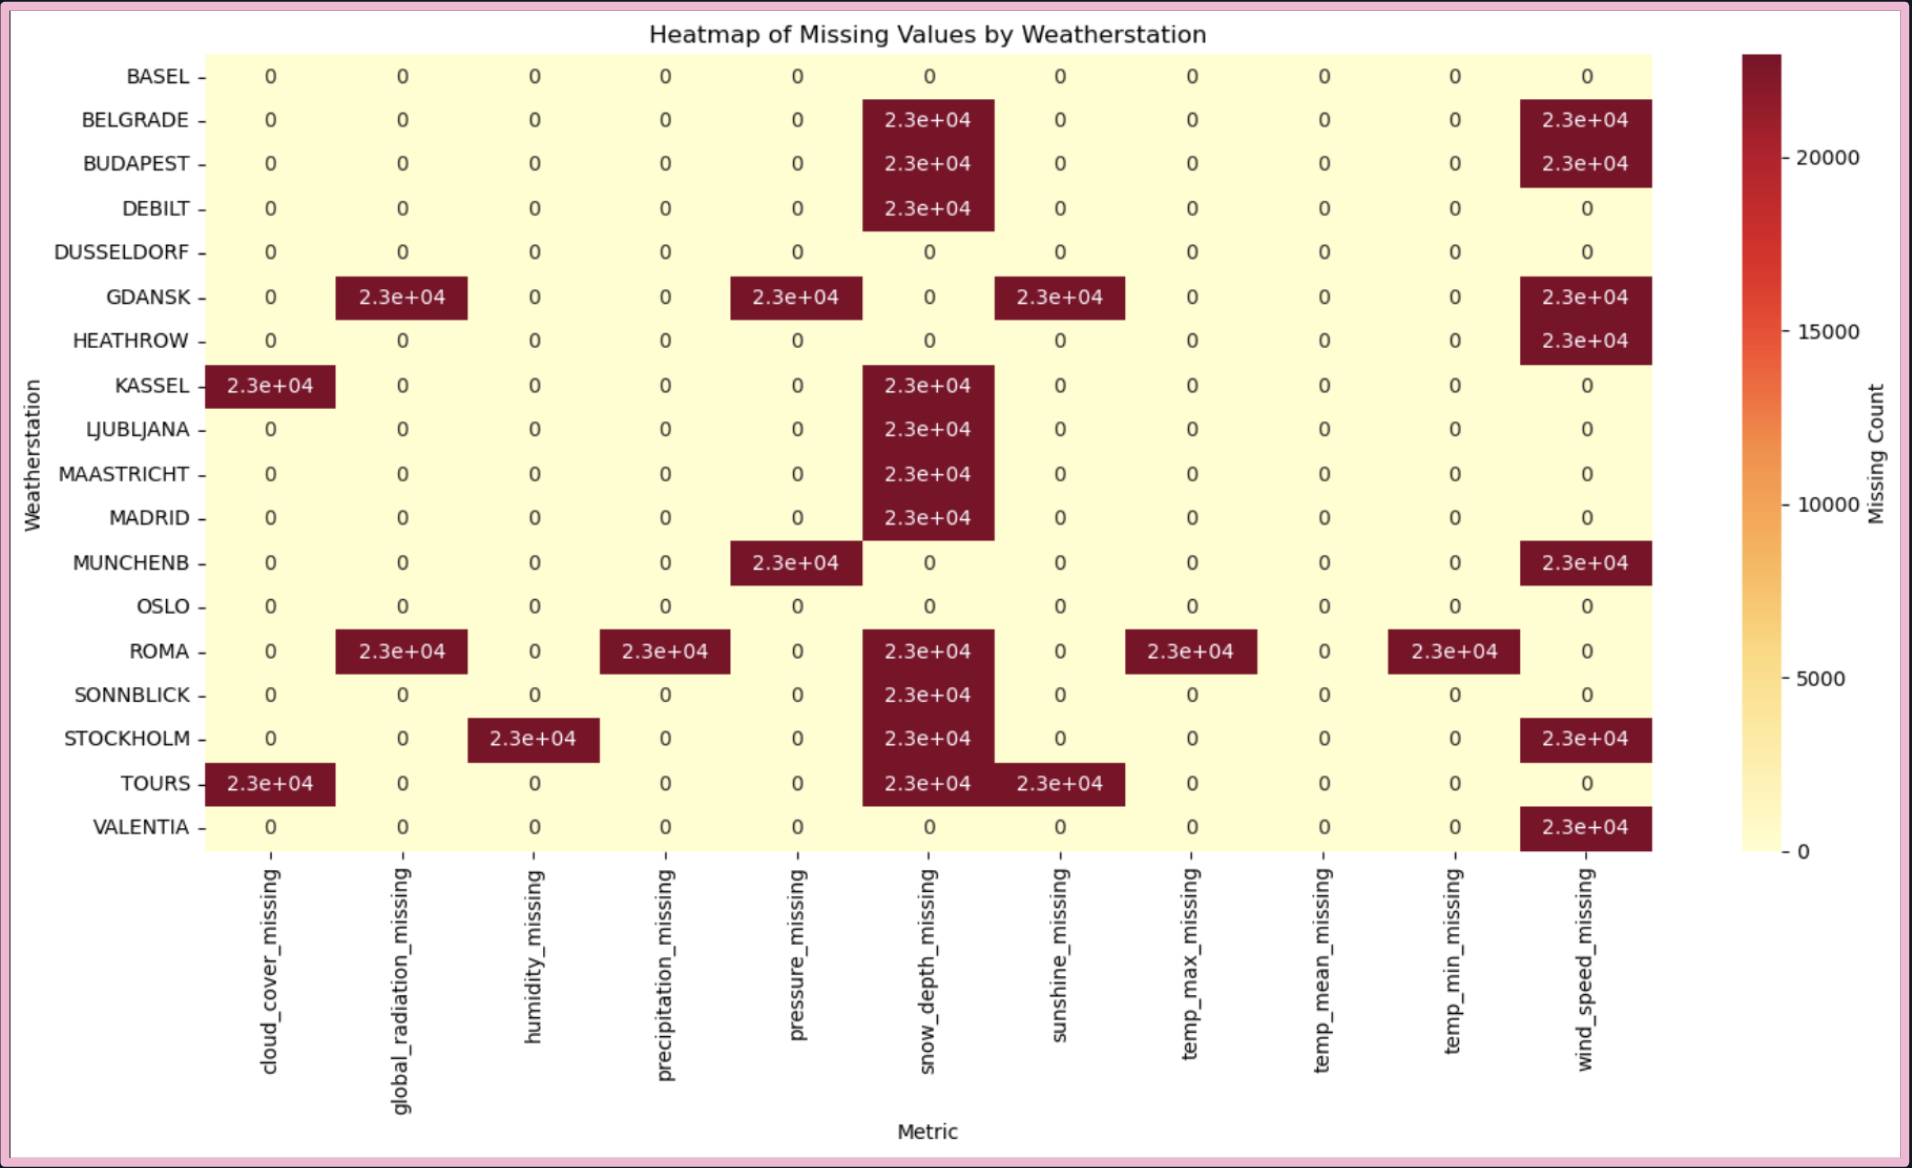 Heatmap of Missing Values by Weatherstation
BASEL 0 0 0 0 0 0 0 0 0 0 0
BELGRADE 0 0 0 0 0 2.3e+04 0 0 0 0 2.3e+04
BUDAPEST 0 0 0 0 0 2.3e+04 0 0 0 0 2.3e+04
DEBILT 0 0 0 0 0 2.3e+04 0 0 0 0 0
DUSSELDORF 0 0 0 0 0 0 0 0 0 0 0
GDANSK 0 2.3e+04 0 0 2.3e+04 0 2.3e+04 0 0 0 2.3e+04
HEATHROW 0 0 0 0 0 0 0 0 0 0 2.3e+04
KASSEL 2.3e+04 0 0 0 0 2.3e+04 0 0 0 0 0
LJUBLJANA 0 0 0 0 0 2.3e+04 0 0 0 0 0
MAASTRICHT 0 0 0 0 0 2.3e+04 0 0 0 0 0
MADRID 0 0 0 0 0 2.3e+04 0 0 0 0 0
MUNCHENB 0 0 0 0 2.3e+04 0 0 0 0 0 2.3e+04
OSLO 0 0 0 0 0 0 0 0 0 0 0
ROMA 0 2.3e+04 0 2.3e+04 0 2.3e+04 0 2.3e+04 0 2.3e+04 0
SONNBLICK 0 0 0 0 0 2.3e+04 0 0 0 0 0
STOCKHOLM 0 0 2.3e+04 0 0 2.3e+04 0 0 0 0 2.3e+04
TOURS 2.3e+04 0 0 0 0 2.3e+04 2.3e+04 0 0 0 0
VALENTIA 0 0 0 0 0 0 0 0 0 0 2.3e+04
Weatherstation
cloud_cover_missing
global_radiation_missing
humidity_missing
precipitation_missing
pressure_missing
snow_depth_missing
sunshine_missing
temp_max_missing
temp_mean_missing
temp_min_missing
wind_speed_missing
Metric
20000
15000
10000
5000
0
Missing Count